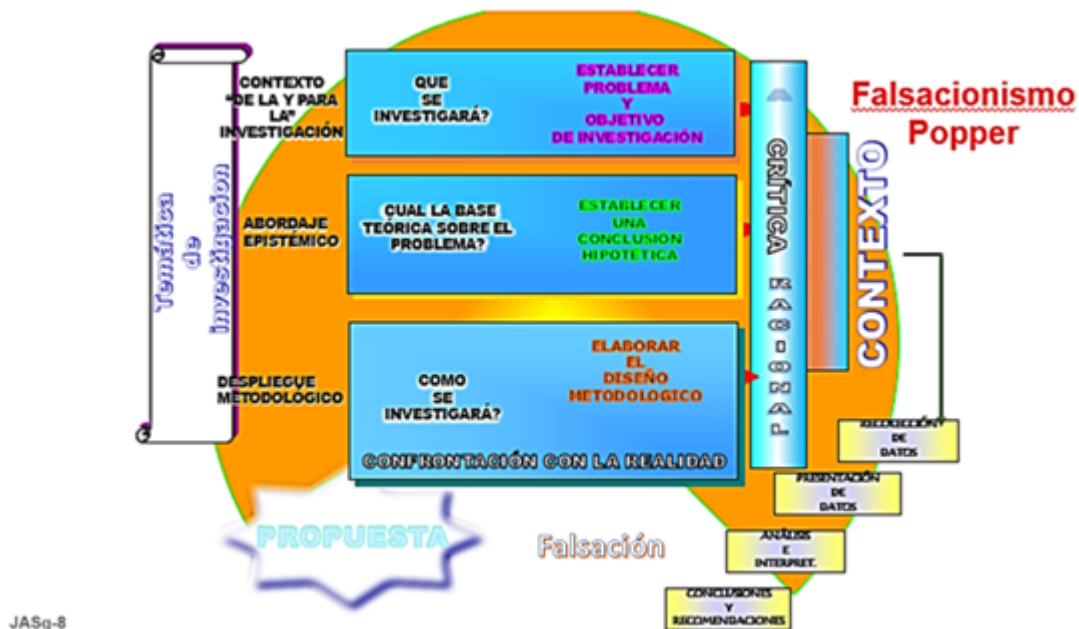 Temática
de
investigacion
CONTEXTO
"DE LA Y PARA
LA"
INVESTIGACIÓN
QUE
SE
INVESTIGARÁ?
ESTABLECER
PROBLEMA
Y
OBJETIVO
DE INVESTIGACIÓN
ABORDAJE
EPISTÉMICO
CUAL LA BASE
TEÓRICA SOBRE EL
PROBLEMA?
ESTABLECER
UNA
CONCLUSIÓN
HIPOTÉTICA
DESPLIEGUE
METODOLÓGICO
COMO
SE
INVESTIGARÁ?
ELABORAR
EL
DISEÑO
METODOLOGICO
CONFRONTACIÓN CON LA REALIDAD
A CRÍTICA RACIONAL
CONTEXTO
Falsacionismo
Popper
DE
DATOS
PRESENTACIÓN
DE
DATOS
ANÁLISIS
E
INTERPRET.
CONCLUSIONES
Y
RECOMENDACIONES
PROPUESTA
Falsación
JASg-8